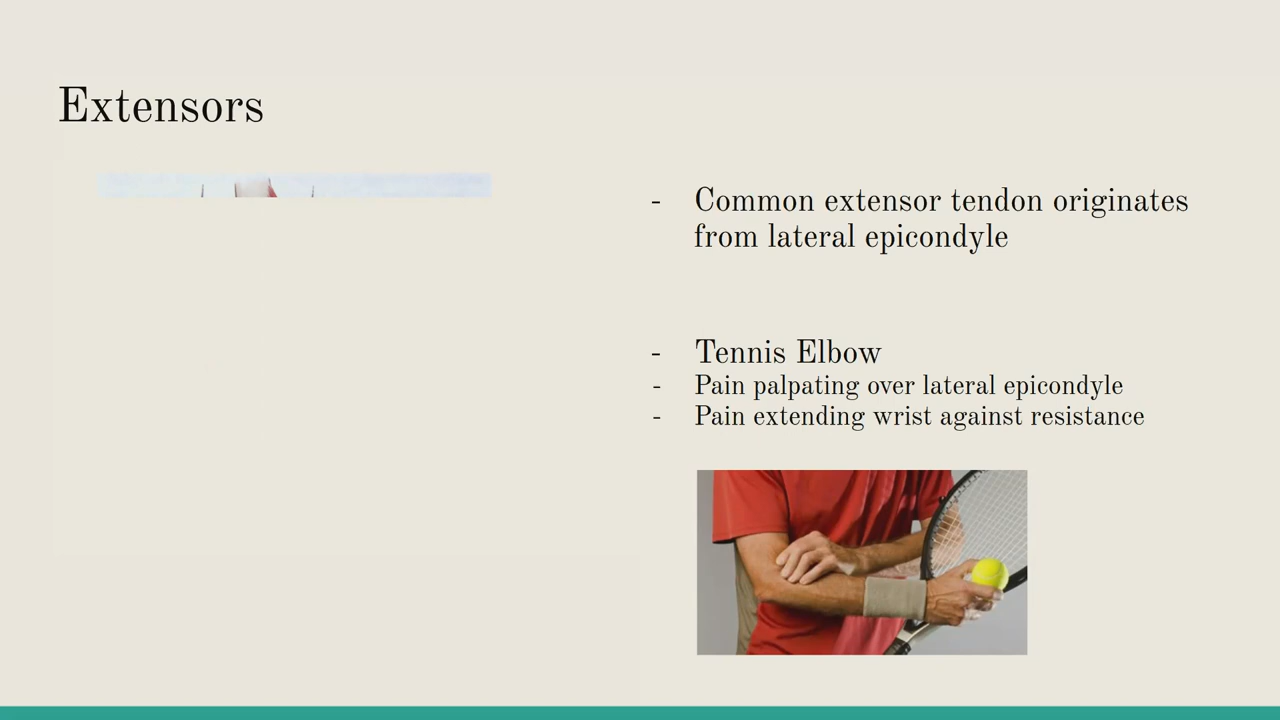 Extensors
- Common extensor tendon originates
from lateral epicondyle
- Tennis Elbow
- Pain palpating over lateral epicondyle
- Pain extending wrist against resistance